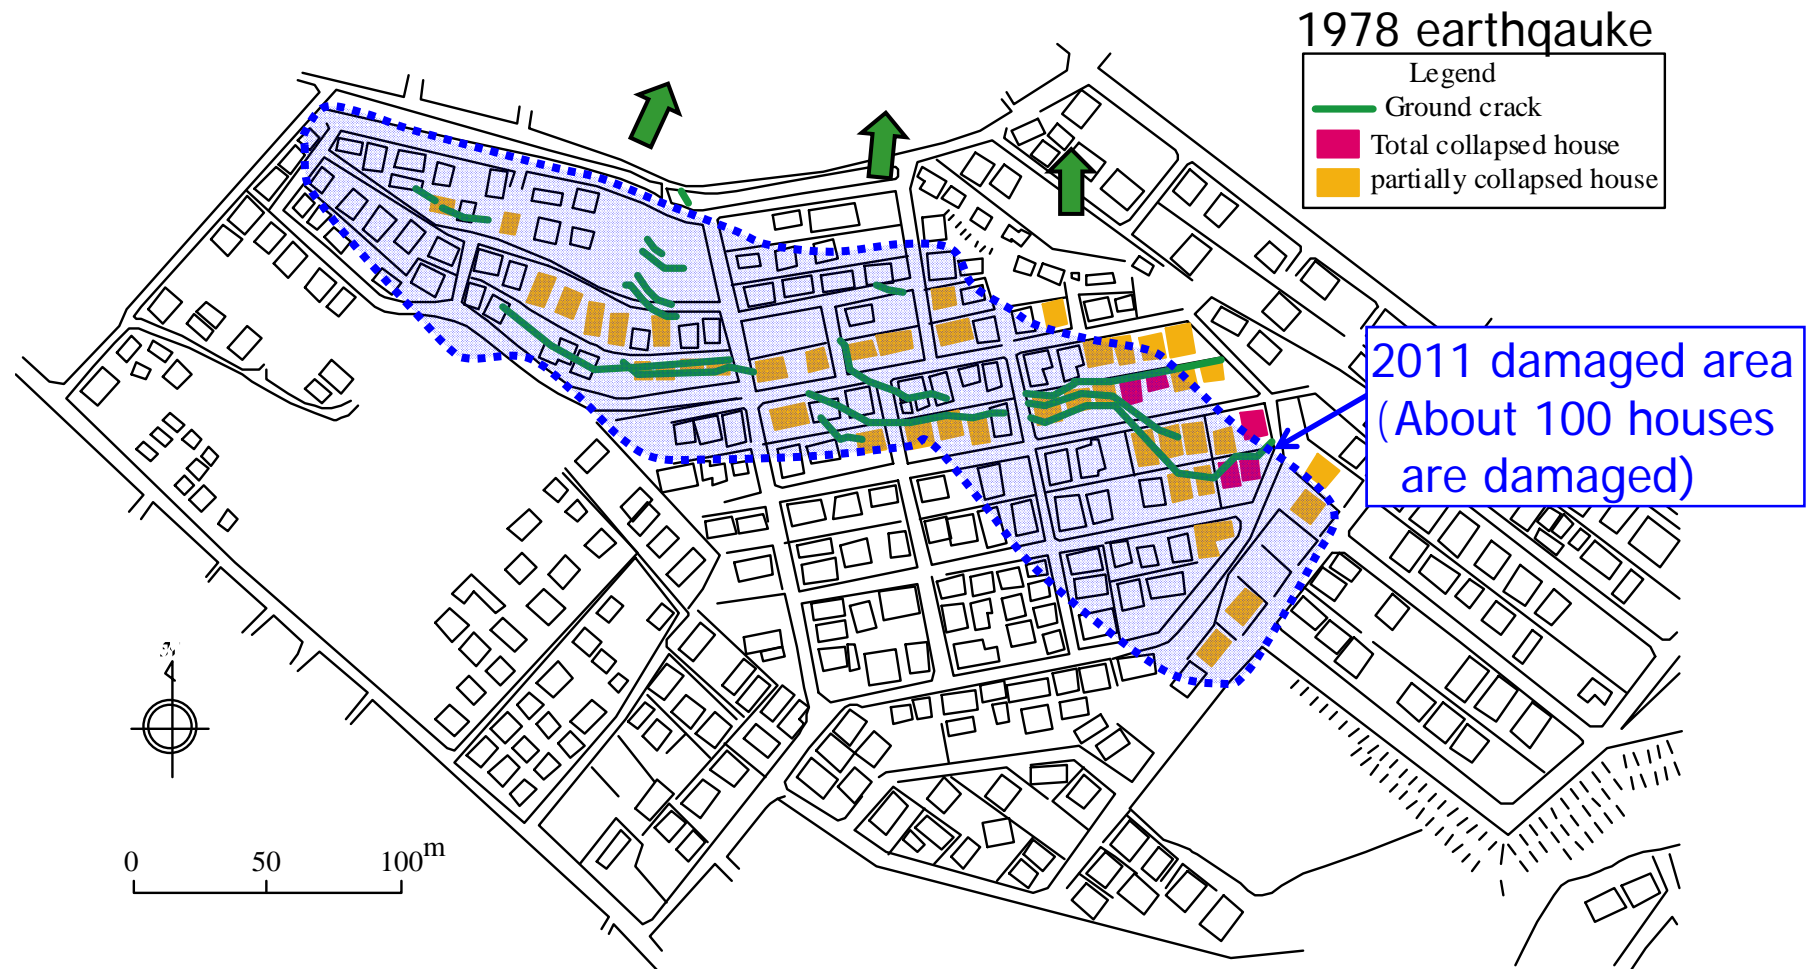 1978 earthqauke
Legend
Ground crack
Total collapsed house
partially collapsed house
2011 damaged area
(About 100 houses
are damaged)
N
0 50 100m